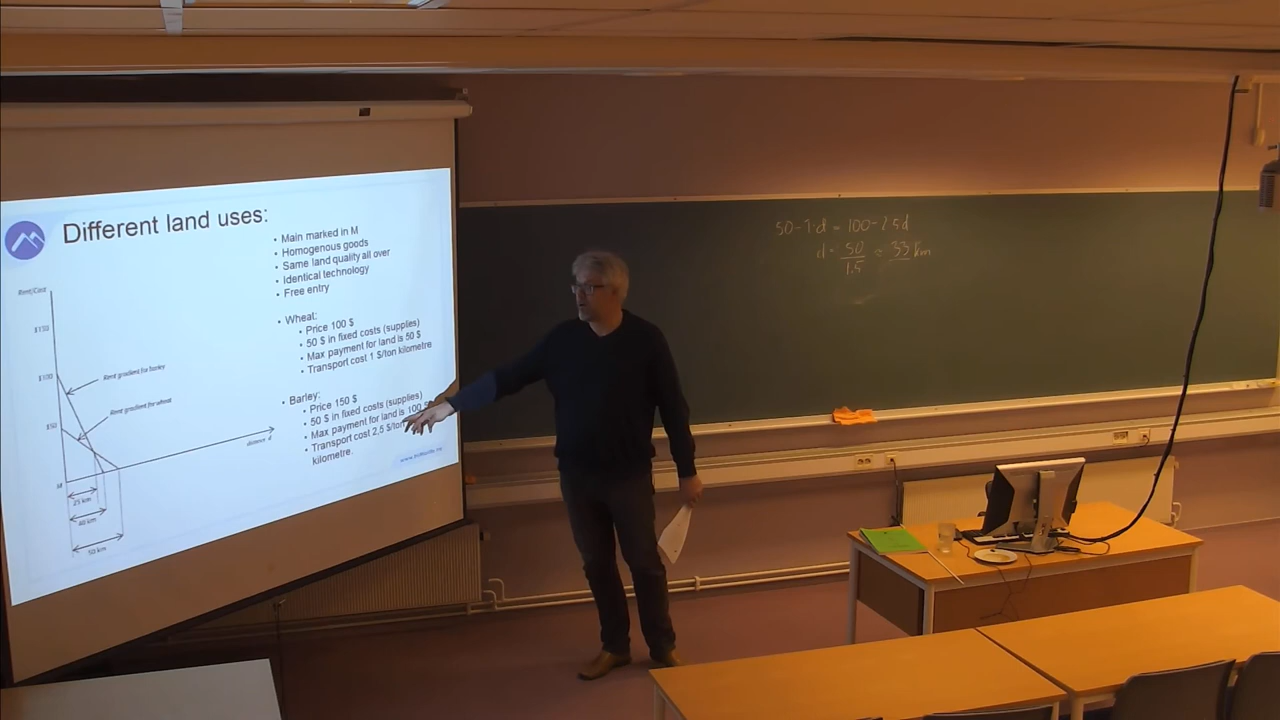 Different land uses:
• Main marked in M
• Homogenous goods
• Same land quality all over
• Identical technology
• Free entry
• Wheat:
• Price 100 $
• 50 $ in fixed costs (supplies)
• Max payment for land is 50 $
• Transport cost 1 $/ton kilometre
• Barley:
• Price 150 $
• 50 $ in fixed costs (supplies)
• Max payment for land is 100 $
• Transport cost 2,5 $/ton
kilometre.
Rent/Cost
$150
$100
$50
Rent gradient for barley
Rent gradient for wheat
distance d
M
25 km
40 km
50 km
50-1·d = 100-2.5d
d = 50
1.5
= 33 km